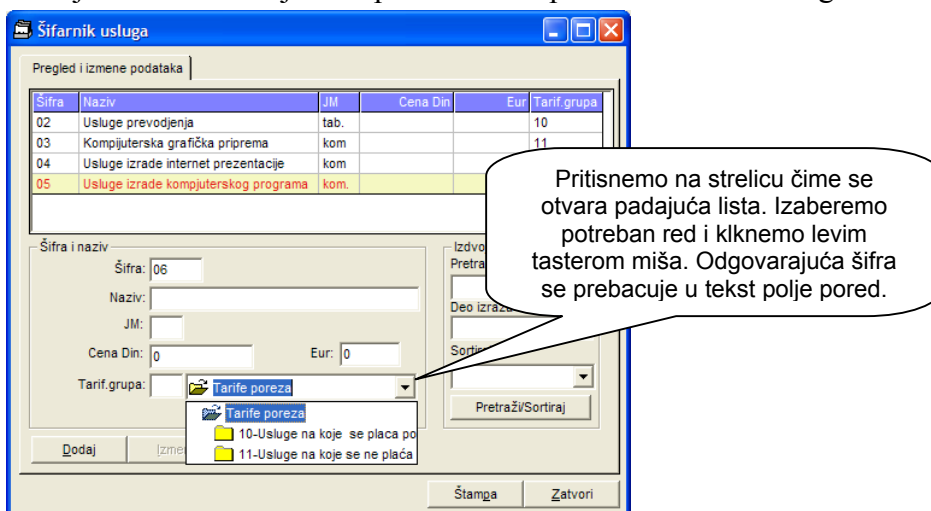 Šifarnik usluga
Pregled i izmene podataka
Šifra Naziv JM Cena Din Eur Tarif.grupa
02 Usluge prevodjenja tab. 10
03 Kompijuterska grafička priprema kom 11
04 Usluge izrade internet prezentacije kom
05 Usluge izrade kompjuterskog programa kom.
Pritisnemo na strelicu čime se
otvara padajuća lista. Izaberemo
potreban red i klknemo levim
tasterom miša. Odgovarajuća šifra
se prebacuje u tekst polje pored.
Šifra i naziv
Šifra: 06
Naziv:
JM:
Cena Din: 0 Eur: 0
Tarif.grupa: Tarife poreza
Tarife poreza
10-Usluge na koje se placa po
11-Usluge na koje se ne plaća
Deo izraza
Pretraži/Sortiraj
Dodaj
Štampa Zatvori